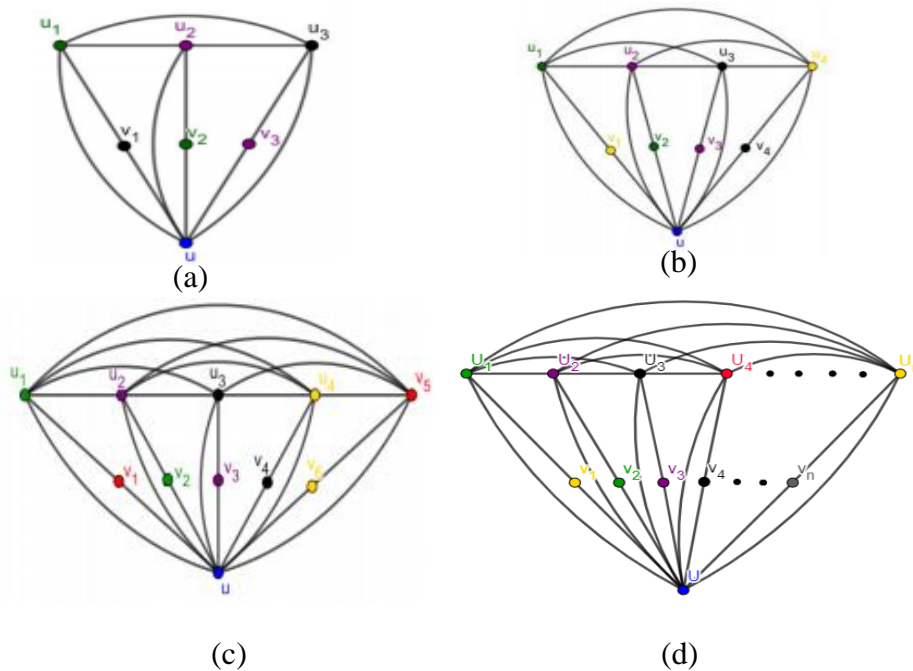 u1 u2 u3
v1 v2 v3
u
(a)
u1 u2 u3 u4
v1 v2 v3 v4
u
(b)
u1 u2 u3 u4 v5
v1 v2 v3 v4 v5
u
(c)
U1 U2 U3 U4 U
v1 v2 v3 v4 vn
U
(d)